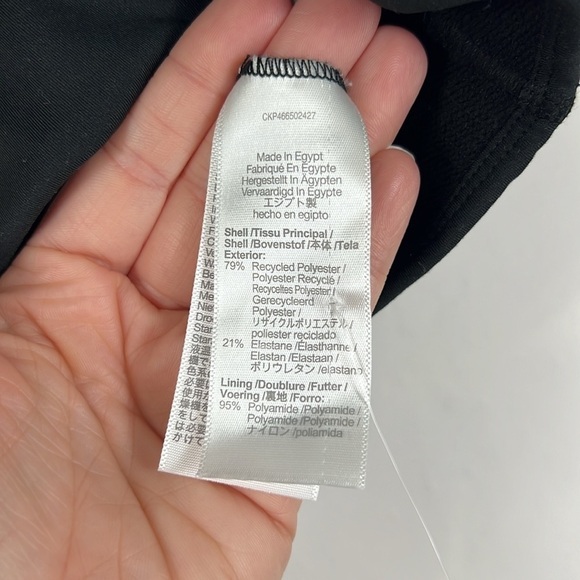 CKP466502427
Made In Egypt
Fabriqué En Egypte
Hergestellt In Ägypten
Vervaardigd In Egypte
エジプト製
hecho en egipto
Shell /Tissu Principal /
Shell /Bovenstof /本体 /Tela
Exterior:
79% Recycled Polyester /
Polyester Recyclé /
Recyceltes Polyester /
Gerecycleerd
Polyester /
リサイクルポリエステル /
poliester reciclado
21% Elastane /Élasthanne /
Elastan /Elastaan /
ポリウレタン /elastano
Lining /Doublure /Futter /
Voering /裏地 /Forro:
95% Polyamide /Polyamide /
Polyamid /Polyamide /
ナイロン /poliamida